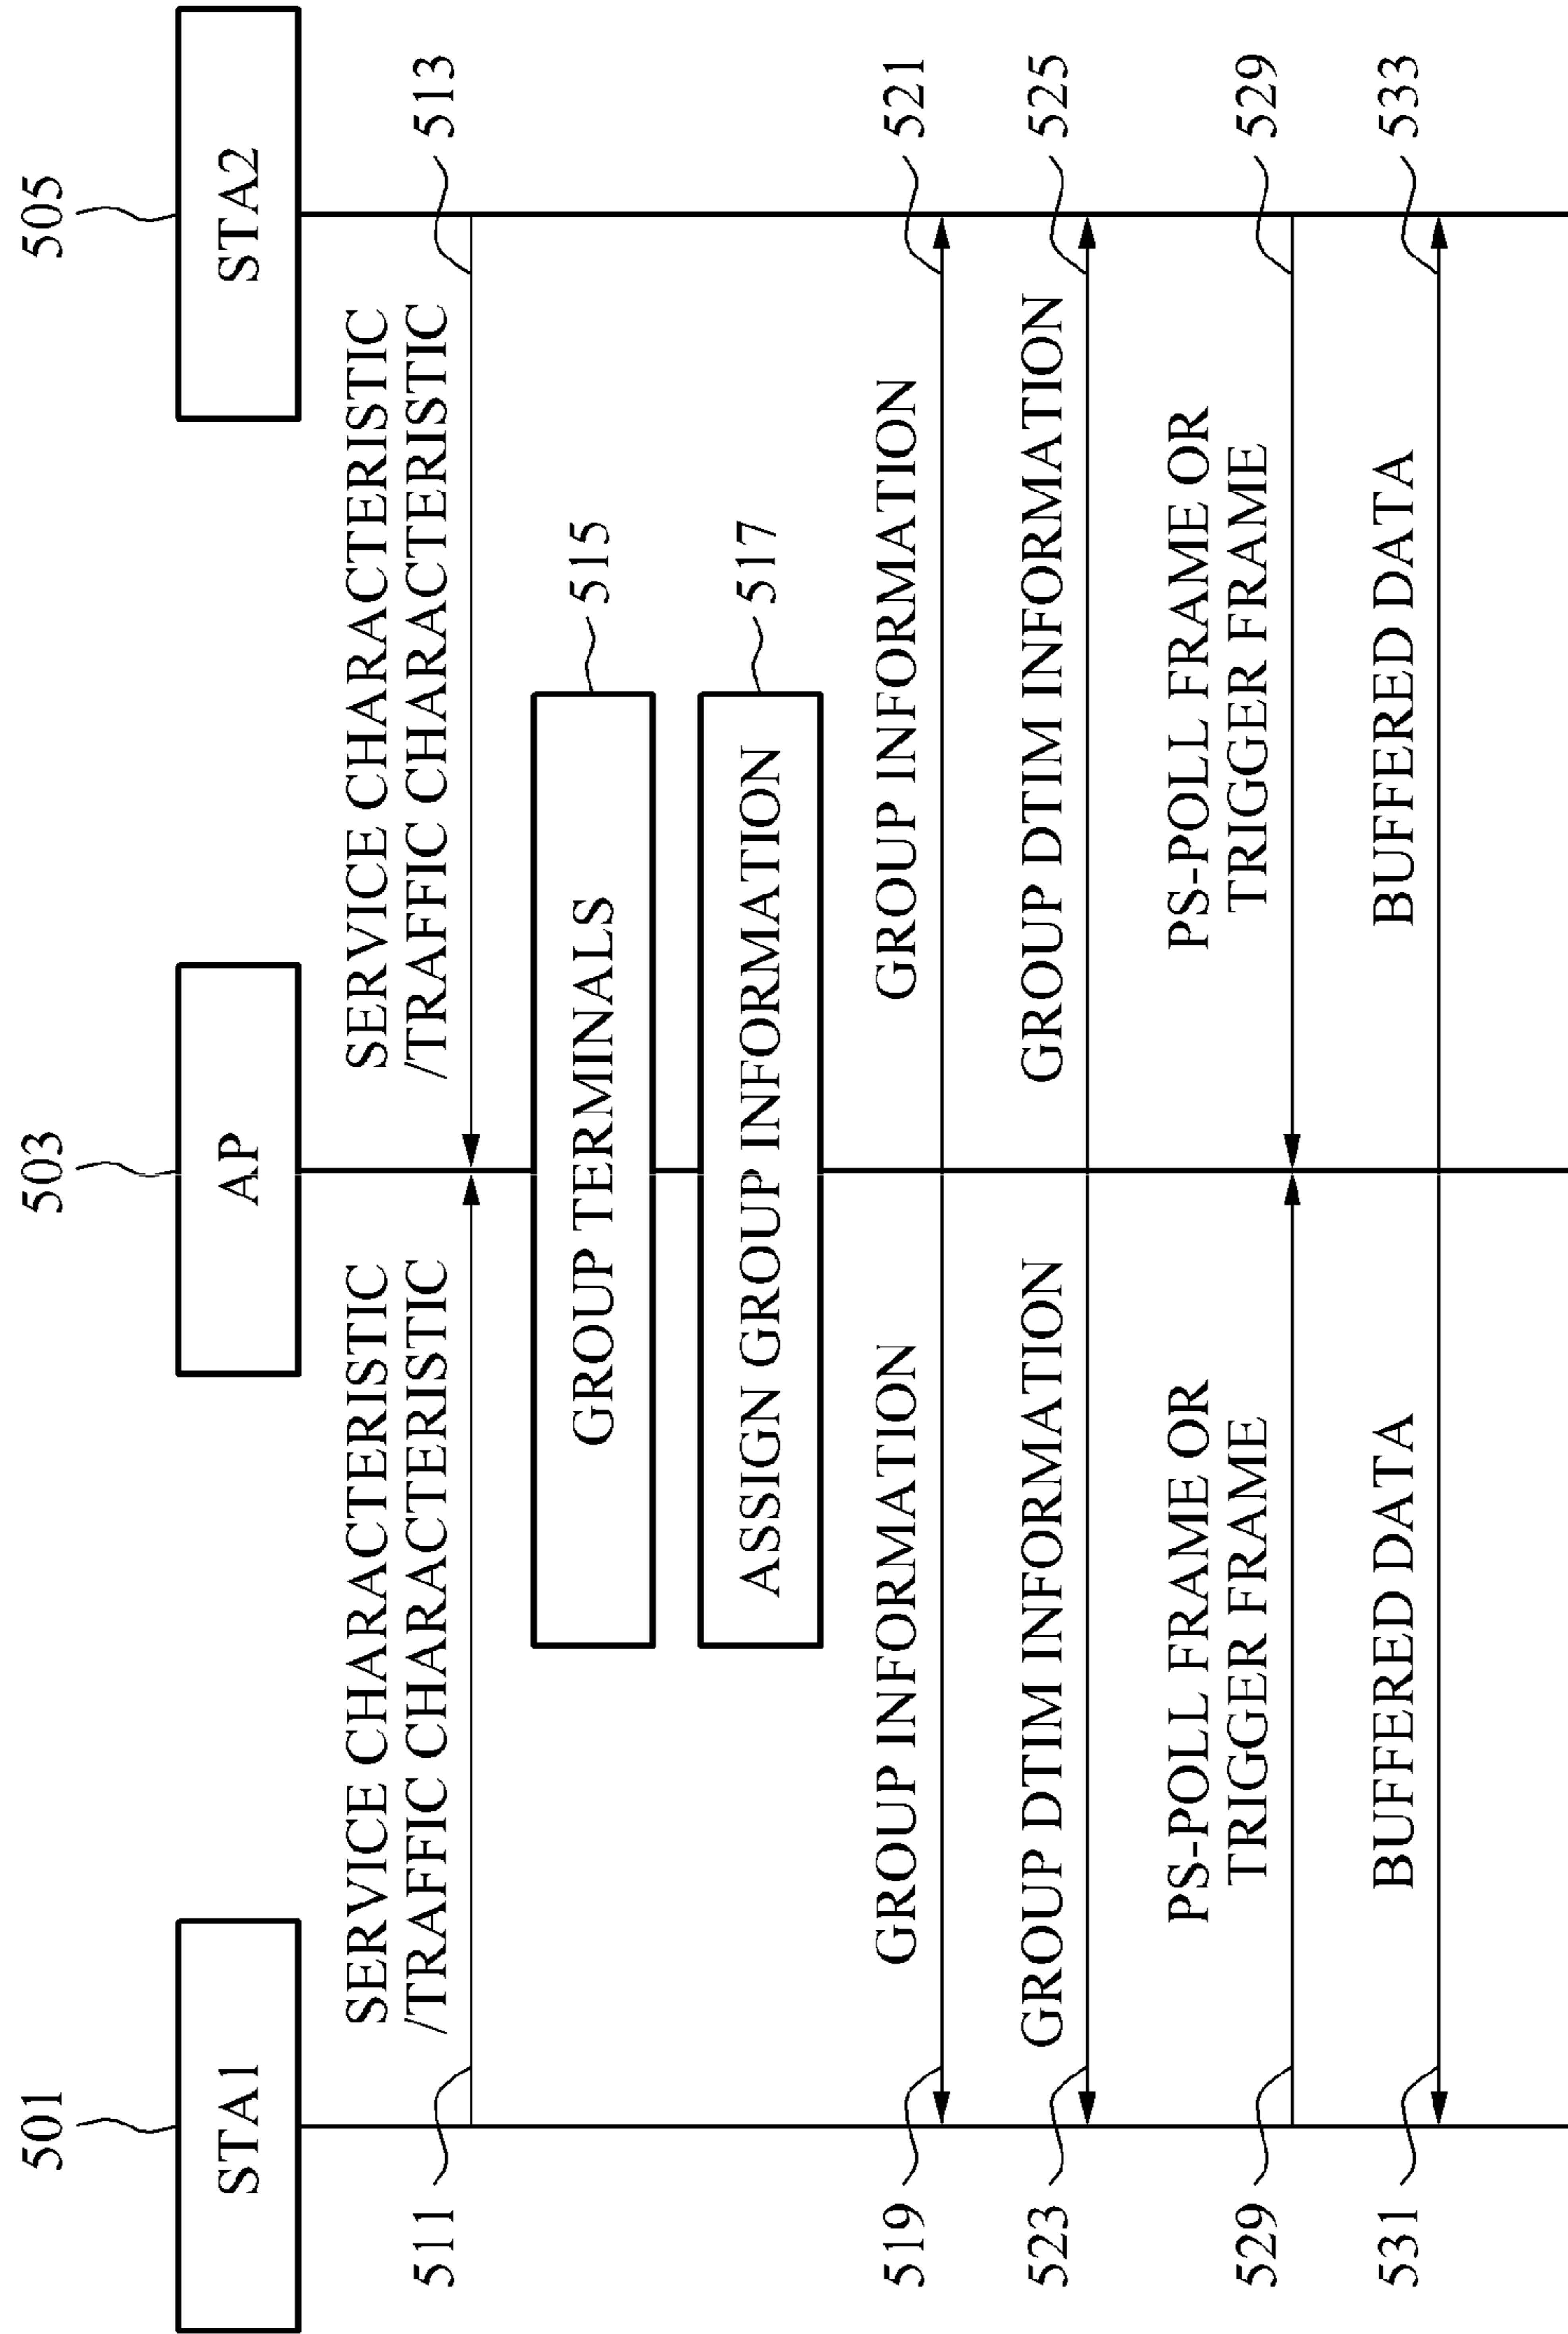 501
503
505
STA1
AP
STA2
SERVICE CHARACTERISTIC
/TRAFFIC CHARACTERISTIC
SERVICE CHARACTERISTIC
/TRAFFIC CHARACTERISTIC
511
513
GROUP TERMINALS
515
ASSIGN GROUP INFORMATION
517
GROUP INFORMATION
GROUP INFORMATION
519
521
GROUP DTIM INFORMATION
GROUP DTIM INFORMATION
523
525
PS-POLL FRAME OR
TRIGGER FRAME
PS-POLL FRAME OR
TRIGGER FRAME
529
529
BUFFERED DATA
BUFFERED DATA
531
533